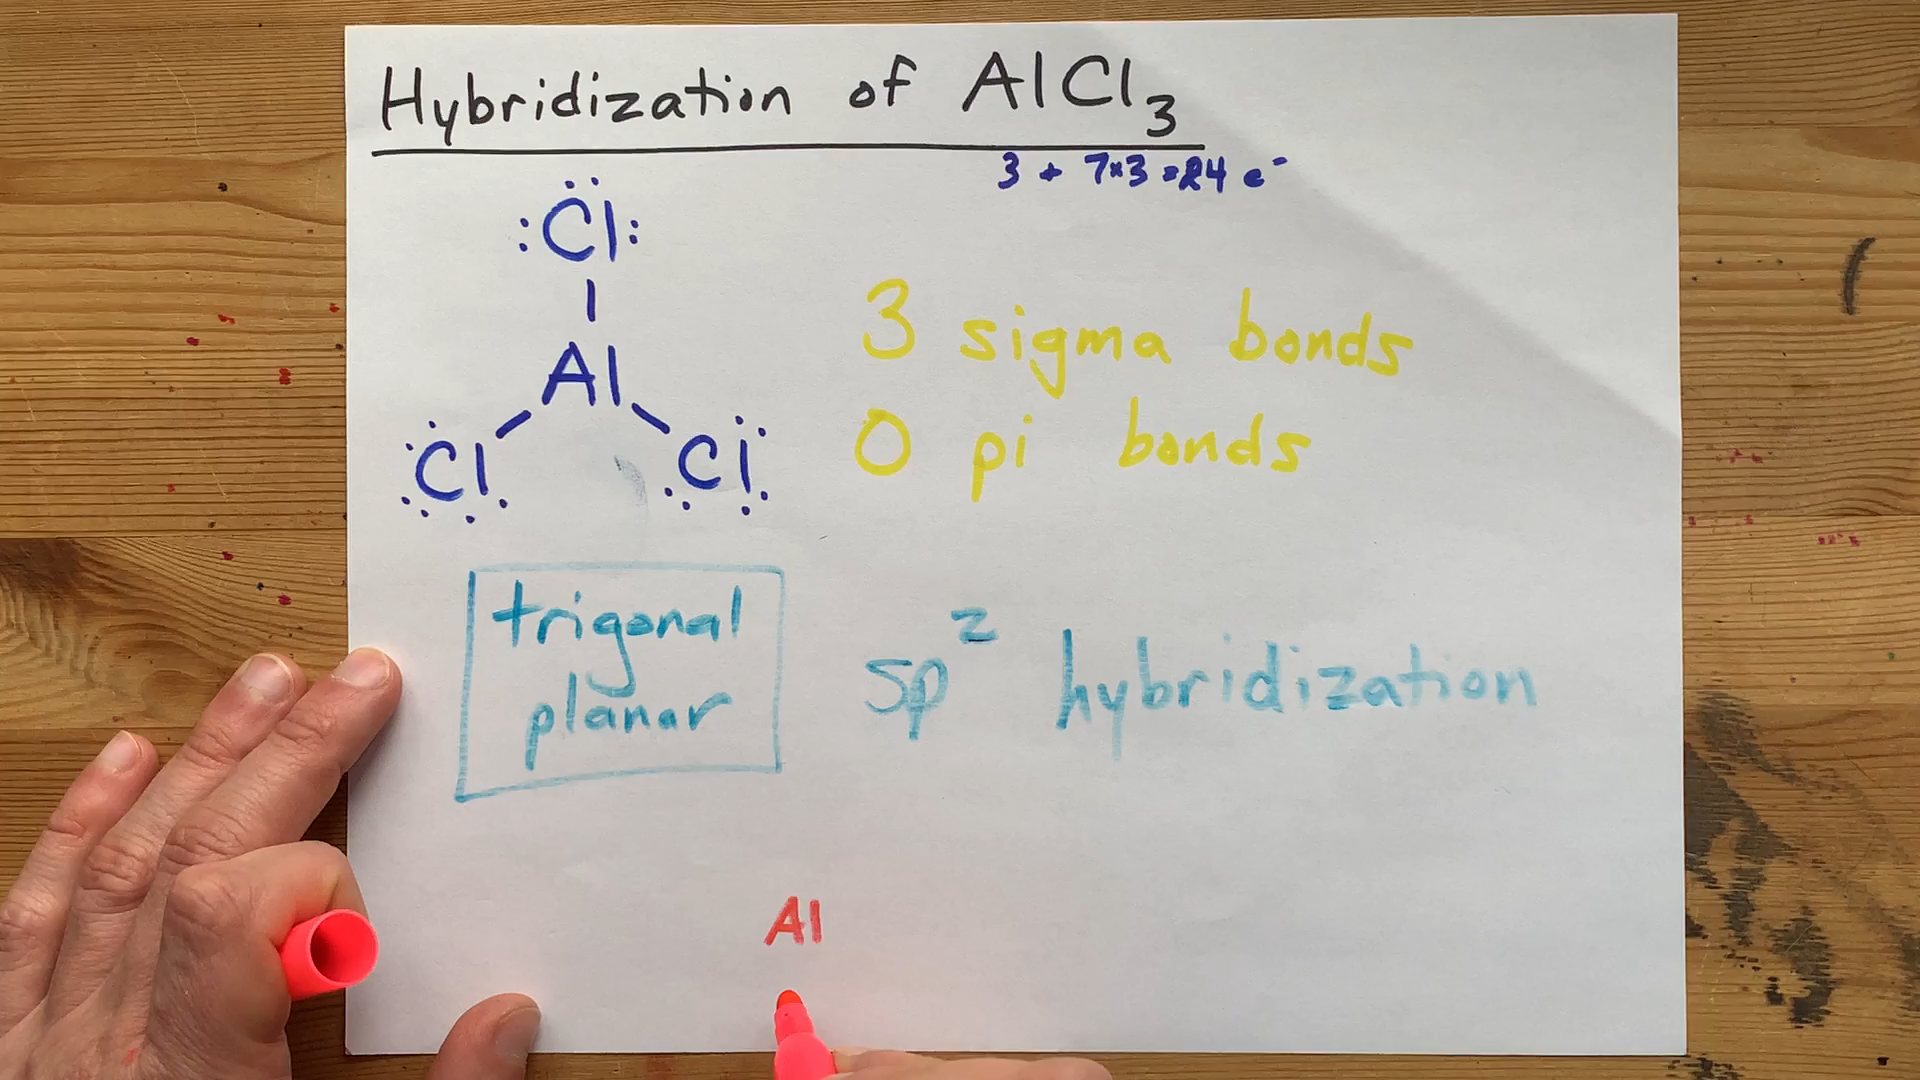 Hybridization of AlCl3
3 + 7×3 = 24 e-
:Cl:
Al
Cl Cl
3 sigma bonds
0 pi bonds
trigonal
planar
sp2 hybridization
Al